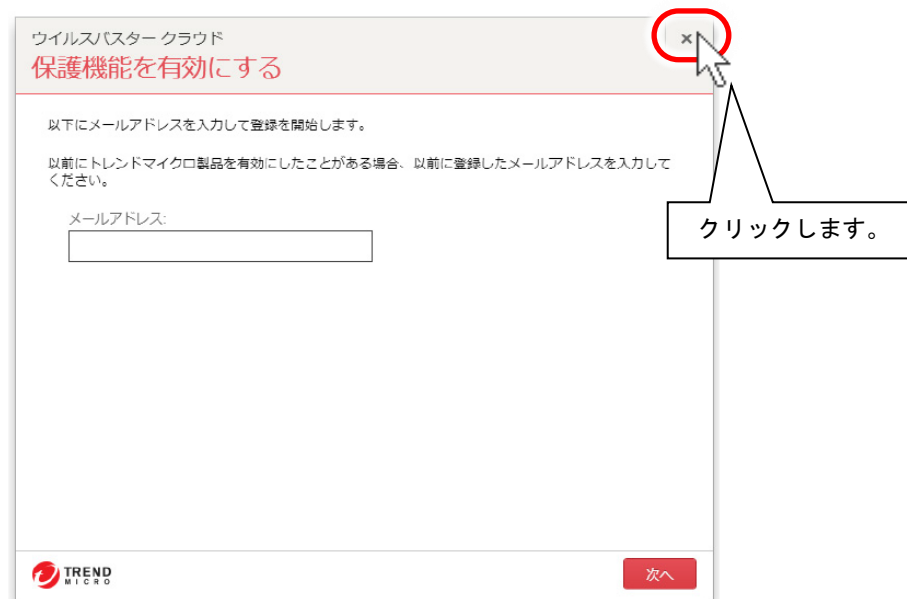 ウイルスバスター クラウド
×
保護機能を有効にする
以下にメールアドレスを入力して登録を開始します。
以前にトレンドマイクロ製品を有効にしたことがある場合、以前に登録したメールアドレスを入力して
ください。
メールアドレス:
クリックします。
TREND
MICRO
次へ